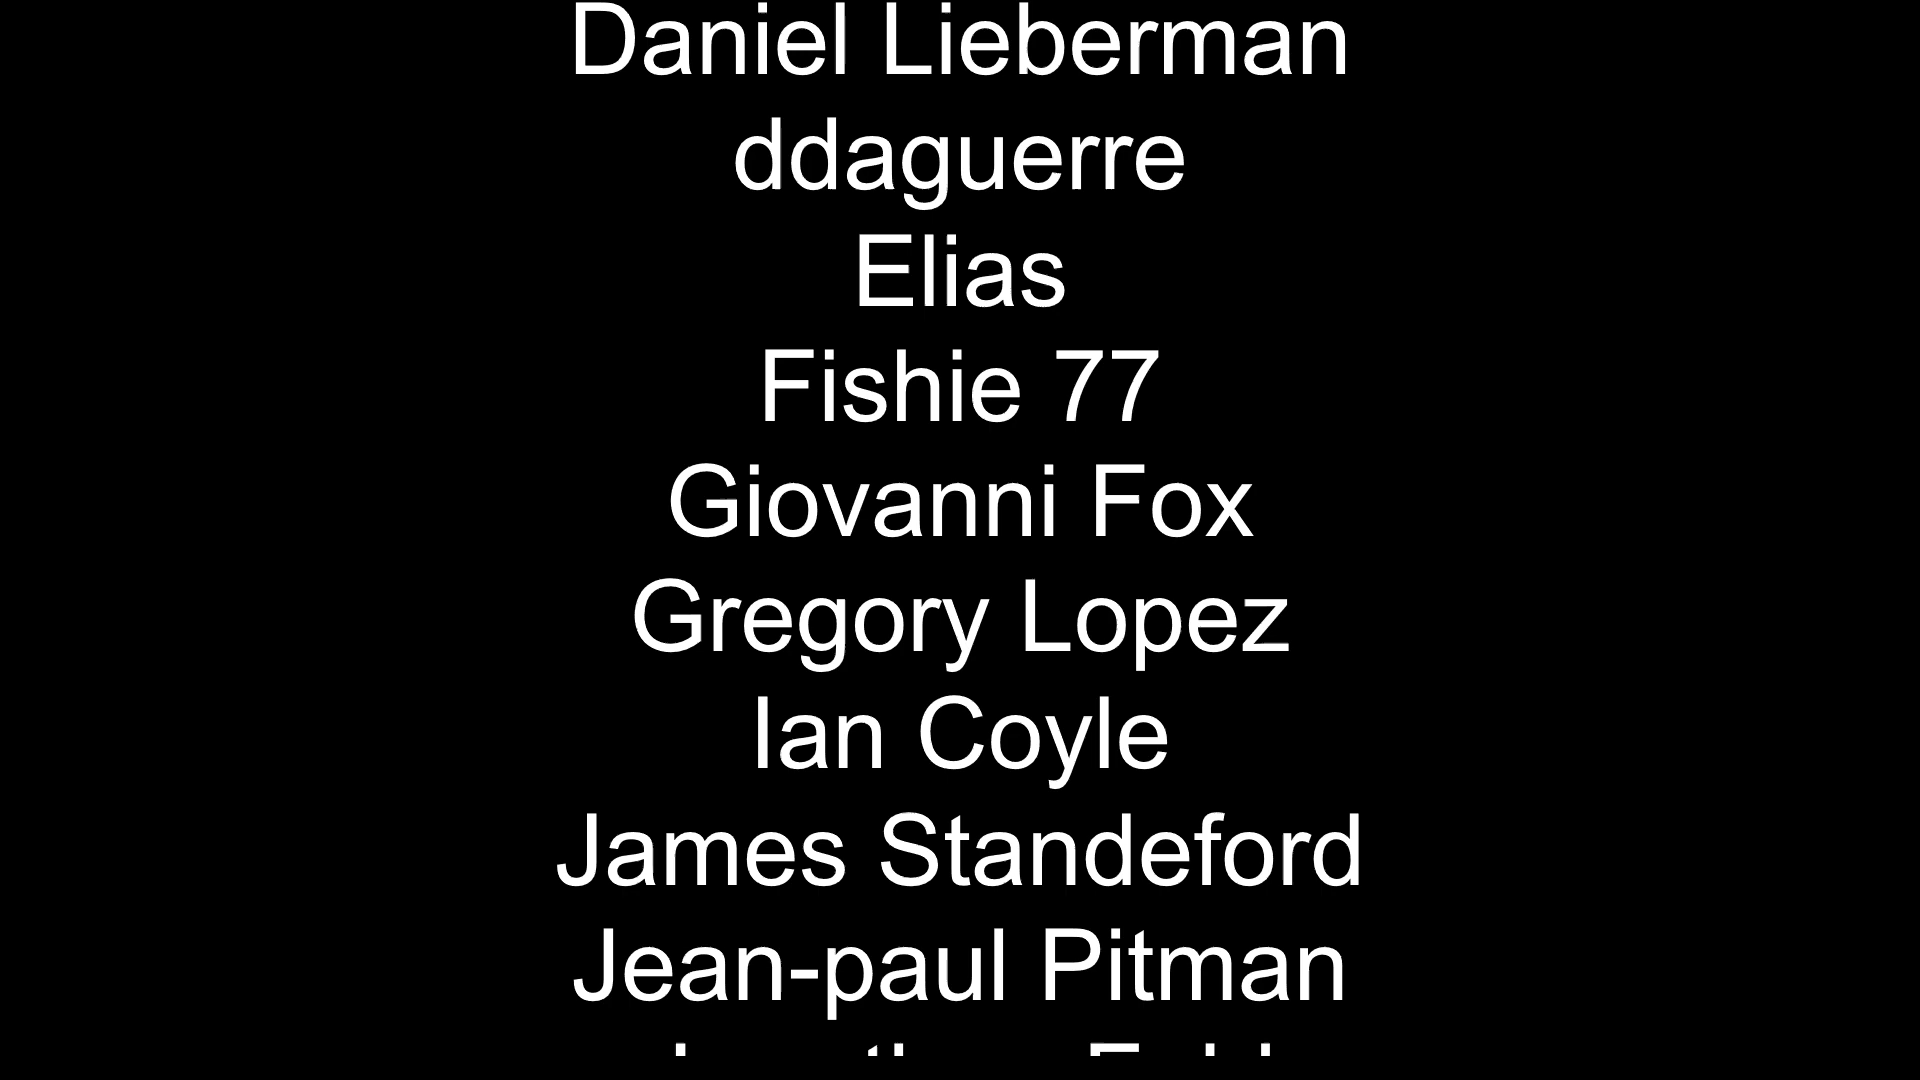 Daniel Lieberman
ddaguerre
Elias
Fishie 77
Giovanni Fox
Gregory Lopez
Ian Coyle
James Standeford
Jean-paul Pitman